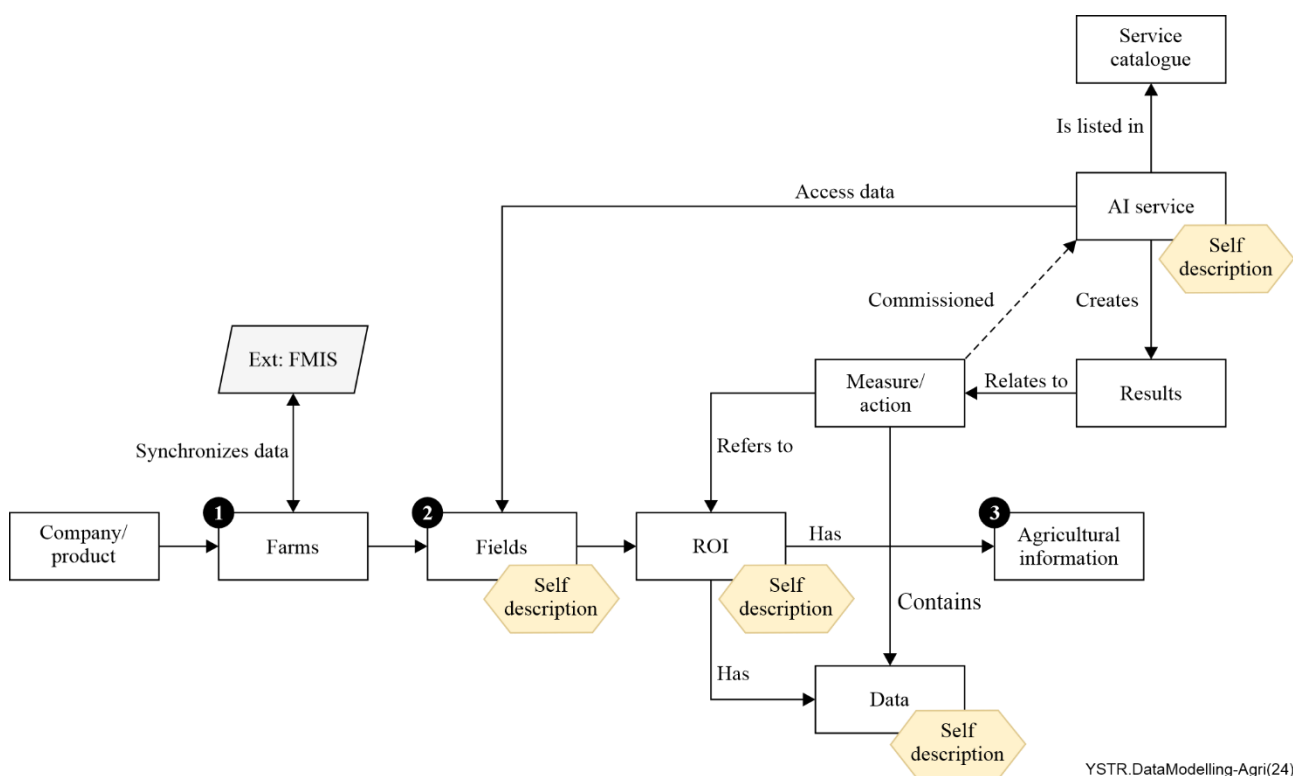 Service
catalogue
Is listed in
Access data
AI service
Self
description
Commissioned
Creates
Ext: FMIS
Measure/
action
Relates to
Results
Synchronizes data
Refers to
1
2
3
Company/
product
Farms
Fields
ROI
Has
Agricultural
information
Self
description
Self
description
Contains
Has
Data
Self
description
YSTR.DataModelling-Agri(24)